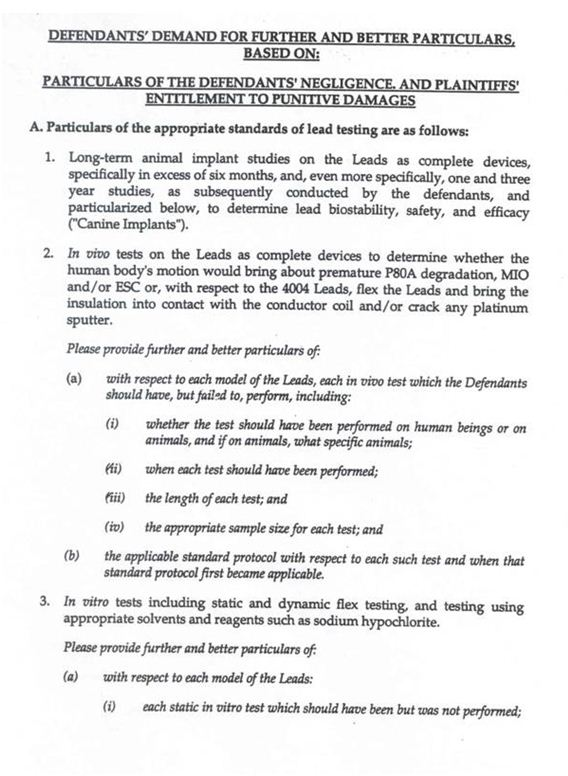 DEFENDANTS' DEMAND FOR FURTHER AND BETTER PARTICULARS,
BASED ON:
PARTICULARS OF THE DEFENDANTS' NEGLIGENCE. AND PLAINTIFFS'
ENTITLEMENT TO PUNITIVE DAMAGES
A. Particulars of the appropriate standards of lead testing are as follows:
1. Long-term animal implant studies on the Leads as complete devices,
specifically in excess of six months, and, even more specifically, one and three
year studies, as subsequently conducted by the defendants, and
particularized below, to determine lead biostability, safety, and efficacy
("Canine Implants").
2. In vivo tests on the Leads as complete devices to determine whether the
human body's motion would bring about premature P80A degradation, MIO
and/or ESC or, with respect to the 4004 Leads, flex the Leads and bring the
insulation into contact with the conductor coil and/or crack any platinum
sputter.
Please provide further and better particulars of:
(a) with respect to each model of the Leads, each in vivo test which the Defendants
should have, but failed to, perform, including:
(i) whether the test should have been performed on human beings or on
animals, and if on animals, what specific animals;
(ii) when each test should have been performed;
(iii) the length of each test; and
(iv) the appropriate sample size for each test; and
(b) the applicable standard protocol with respect to each such test and when that
standard protocol first became applicable.
3. In vitro tests including static and dynamic flex testing, and testing using
appropriate solvents and reagents such as sodium hypochlorite.
Please provide further and better particulars of:
(a) with respect to each model of the Leads:
(i) each static in vitro test which should have been but was not performed;